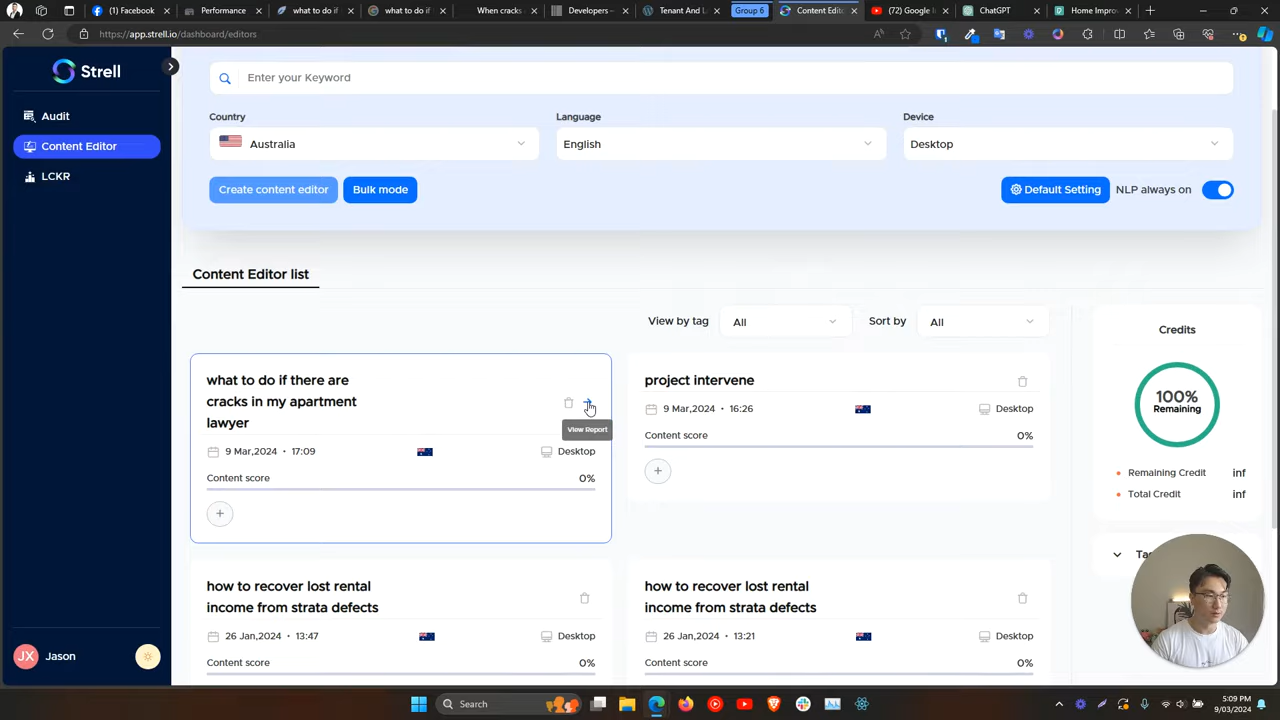 (1) Facebook
Performance
what to do if
what to do if
When cracks
Developers –
Tenant And L
Group 6
Content Editor
(72) Google
ChatGPT
Home Improv
https://app.strell.io/dashboard/editors
Strell
Audit
Content Editor
LCKR
Enter your Keyword
Country
Language
Device
Australia
English
Desktop
Create content editor
Bulk mode
Default Setting
NLP always on
Content Editor list
View by tag
All
Sort by
All
what to do if there are
cracks in my apartment
lawyer
View Report
9 Mar,2024 • 17:09
Desktop
Content score
0%
project intervene
9 Mar,2024 • 16:26
Desktop
Content score
0%
Credits
100%
Remaining
Remaining Credit
inf
Total Credit
inf
how to recover lost rental
income from strata defects
26 Jan,2024 • 13:47
Desktop
Content score
0%
how to recover lost rental
income from strata defects
26 Jan,2024 • 13:21
Desktop
Content score
0%
JX
Jason
Search
5:09 PM
9/03/2024